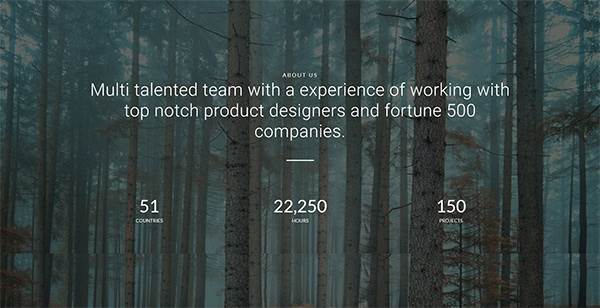 ABOUT US
Multi talented team with a experience of working with
top notch product designers and fortune 500
companies.
51
COUNTRIES
22,250
HOURS
150
PROJECTS